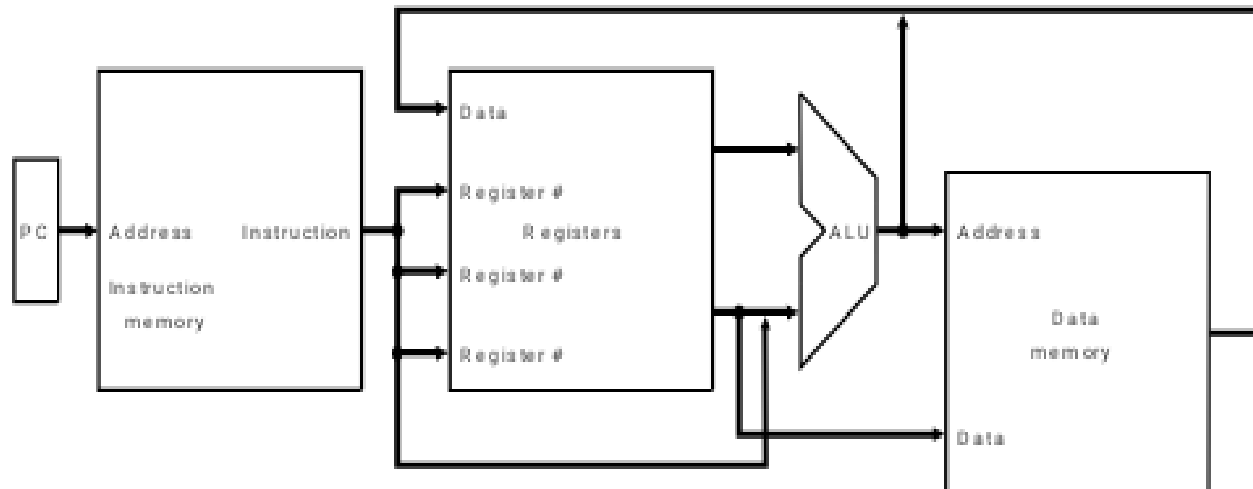 Data
Register #
PC
Address
Instruction
Registers
ALU
Address
Register #
Instruction
memory
Data
memory
Register #
Data